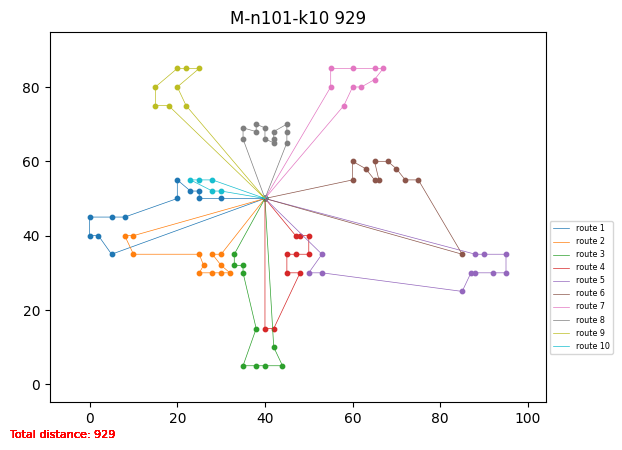 M-n101-k10 929
80
60
40
20
0
0 20 40 60 80 100
route 1
route 2
route 3
route 4
route 5
route 6
route 7
route 8
route 9
route 10
Total distance: 929